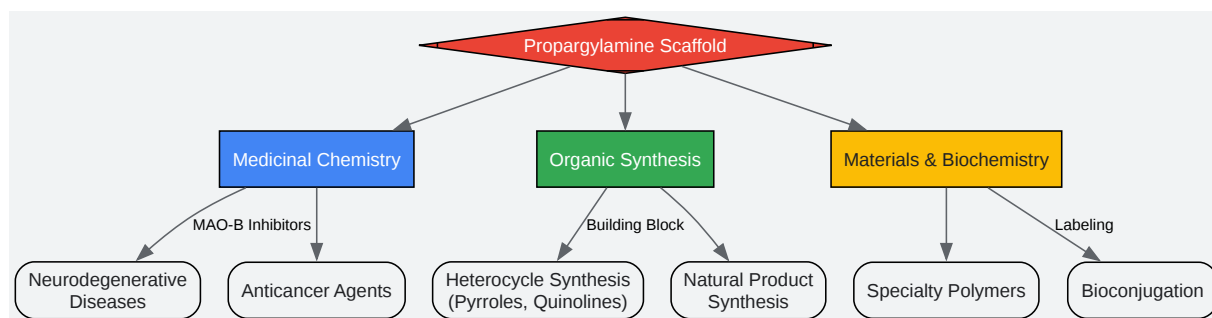 Propargylamine Scaffold
Medicinal Chemistry
Organic Synthesis
Materials & Biochemistry
MAO-B Inhibitors
Building Block
Labeling
Neurodegenerative
Diseases
Anticancer Agents
Heterocycle Synthesis
(Pyrroles, Quinolines)
Natural Product
Synthesis
Specialty Polymers
Bioconjugation